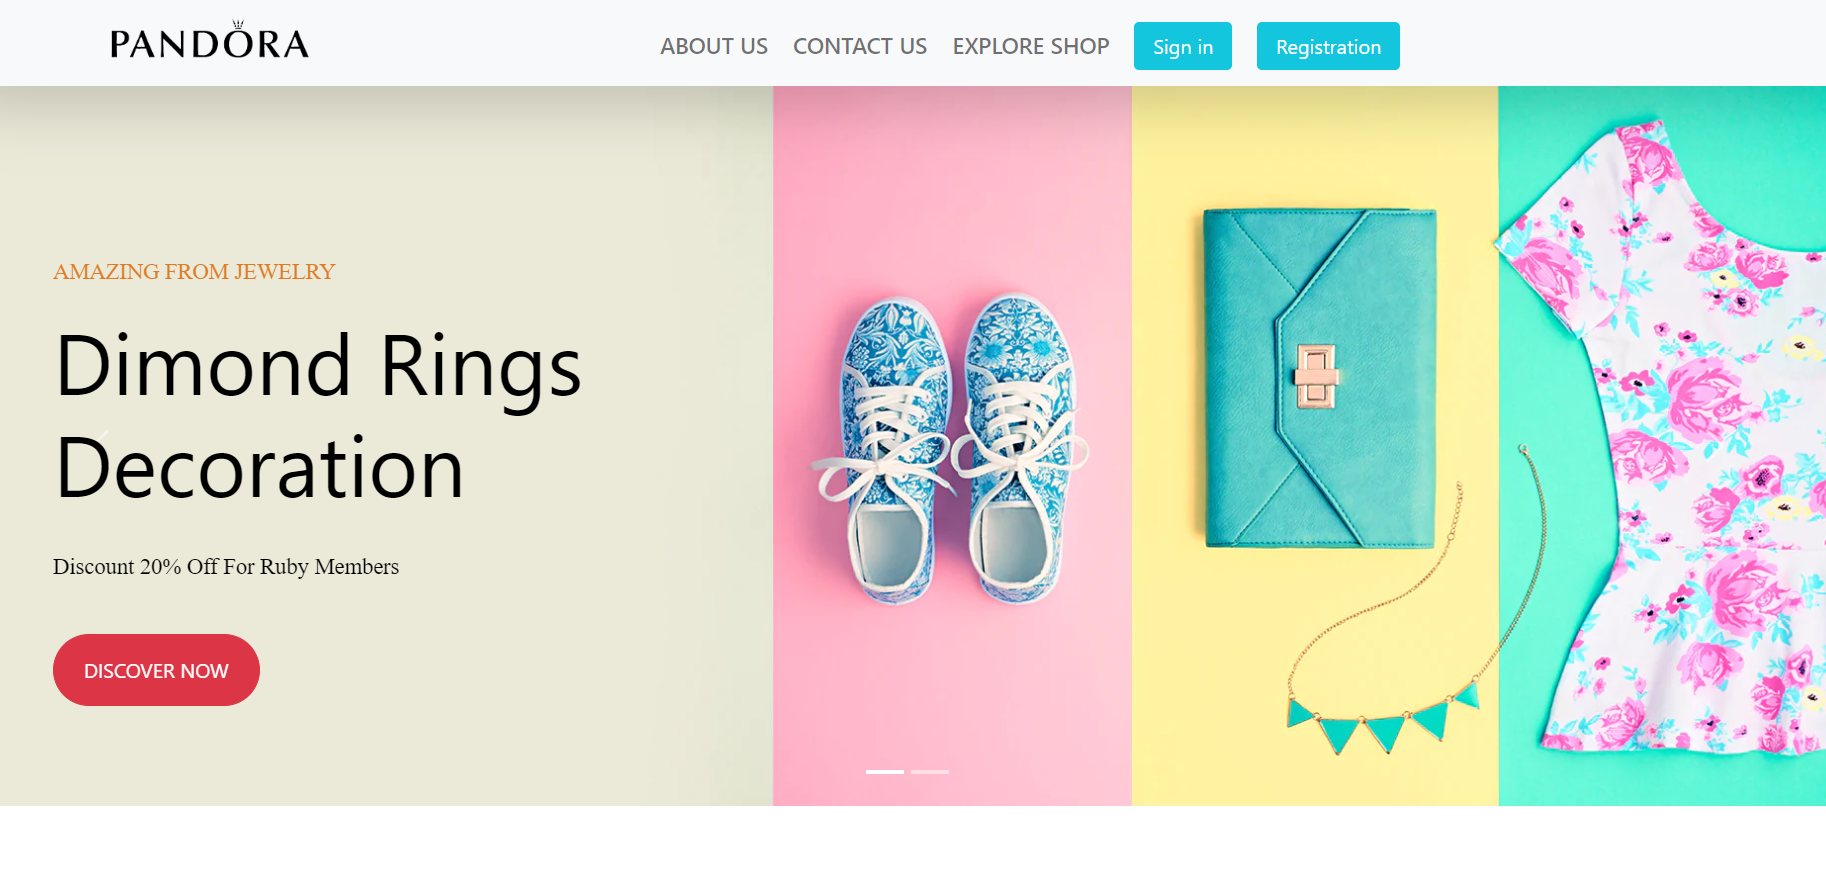 PANDORA
ABOUT US
CONTACT US
EXPLORE SHOP
Sign in
Registration
AMAZING FROM JEWELRY
Dimond Rings
Decoration
Discount 20% Off For Ruby Members
DISCOVER NOW